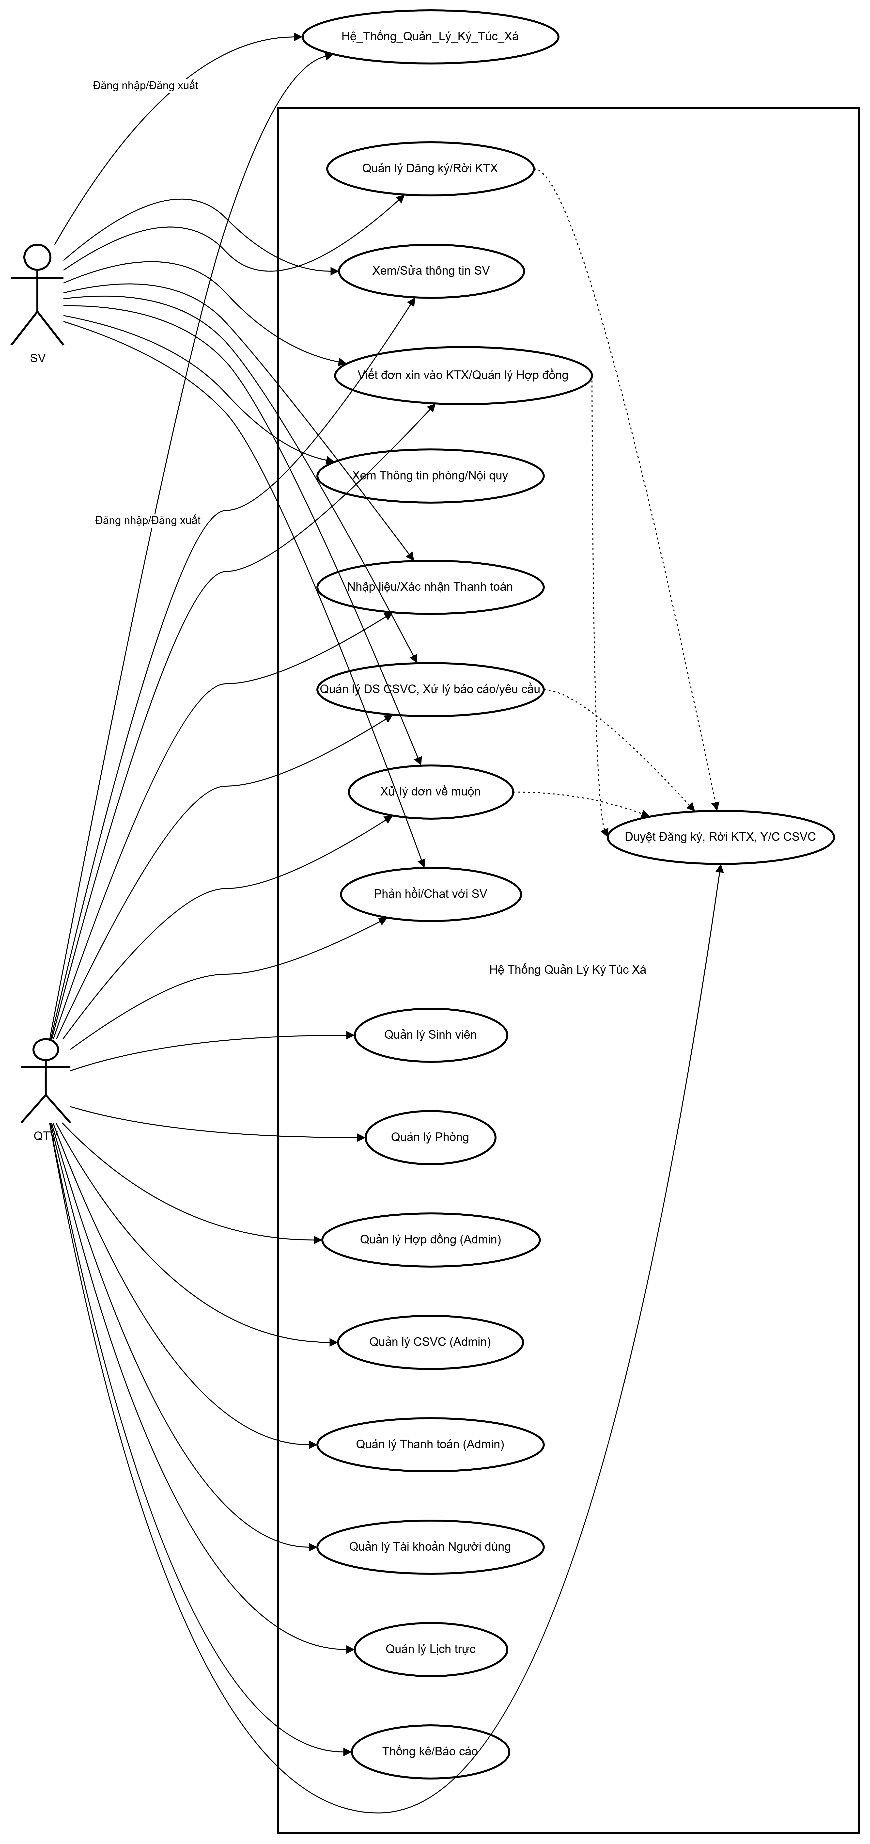 Hệ_Thống_Quản_Lý_Ký_Túc_Xá
Đăng nhập/Đăng xuất
Quản lý Đăng ký/Rời KTX
Xem/Sửa thông tin SV
SV
Viết đơn xin vào KTX/Quản lý Hợp đồng
Xem Thông tin phòng/Nội quy
Đăng nhập/Đăng xuất
Nhập liệu/Xác nhận Thanh toán
Quản lý DS CSVC, Xử lý báo cáo/yêu cầu
Xử lý đơn về muộn
Duyệt Đăng ký, Rời KTX, Y/C CSVC
Phản hồi/Chat với SV
Hệ Thống Quản Lý Ký Túc Xá
Quản lý Sinh viên
QT
Quản lý Phòng
Quản lý Hợp đồng (Admin)
Quản lý CSVC (Admin)
Quản lý Thanh toán (Admin)
Quản lý Tài khoản Người dùng
Quản lý Lịch trực
Thống kê/Báo cáo